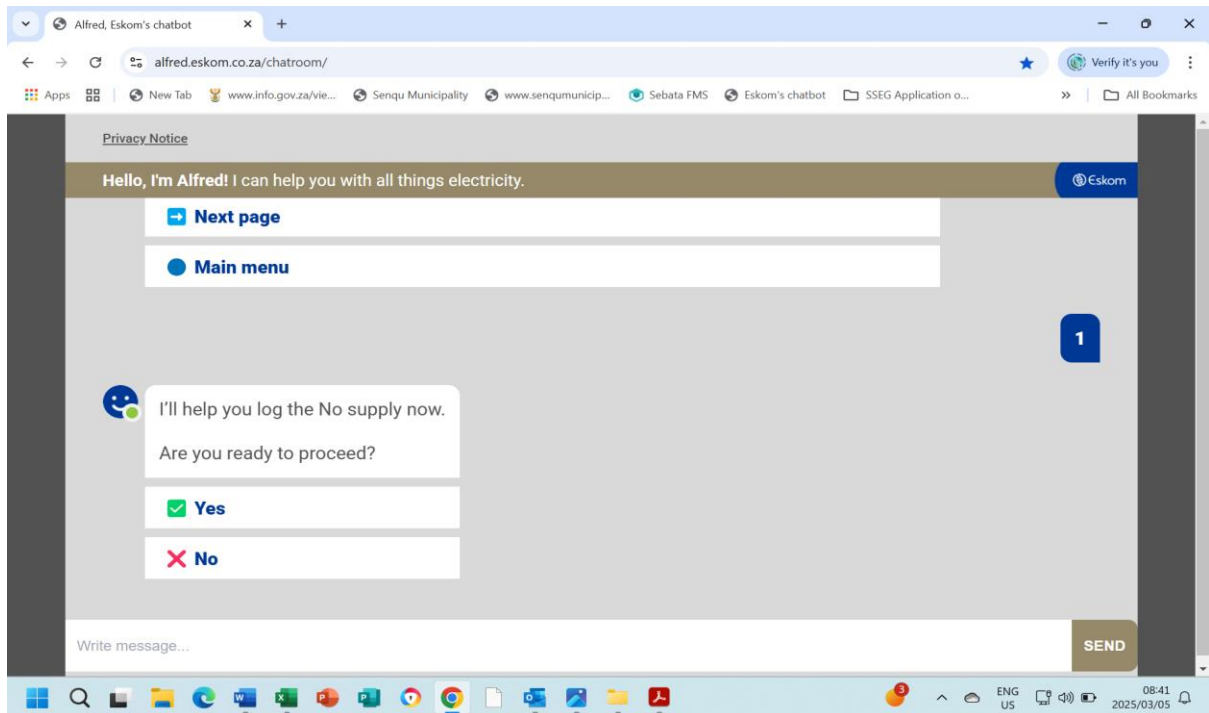 Alfred, Eskom's chatbot
alfred.eskom.co.za/chatroom/
Verify it's you
Apps
New Tab
www.info.gov.za/vie...
Senqu Municipality
www.senqumunicip...
Sebata FMS
Eskom's chatbot
SSEG Application o...
All Bookmarks
Privacy Notice
Hello, I'm Alfred! I can help you with all things electricity.
Eskom
Next page
Main menu
1
I'll help you log the No supply now.
Are you ready to proceed?
Yes
No
Write message...
SEND
3
ENG
US
08:41
2025/03/05